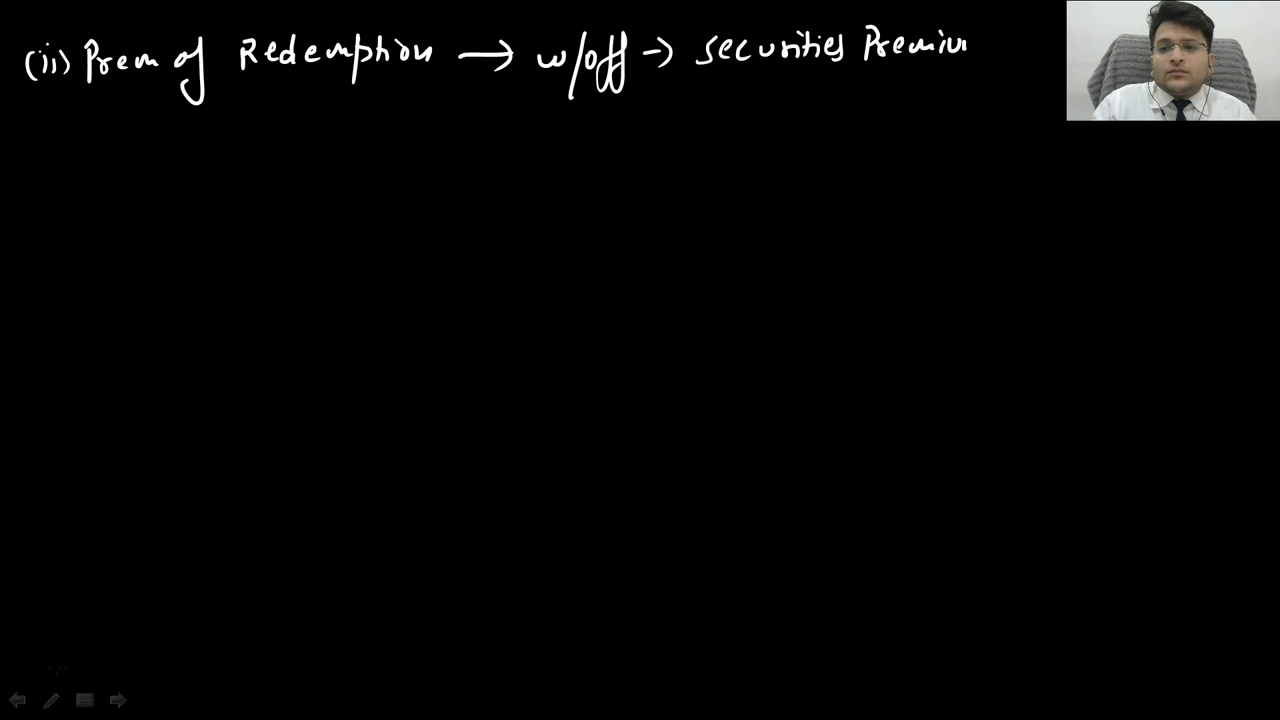 (ii) Prem of Redemption → w/off → Securities Premium